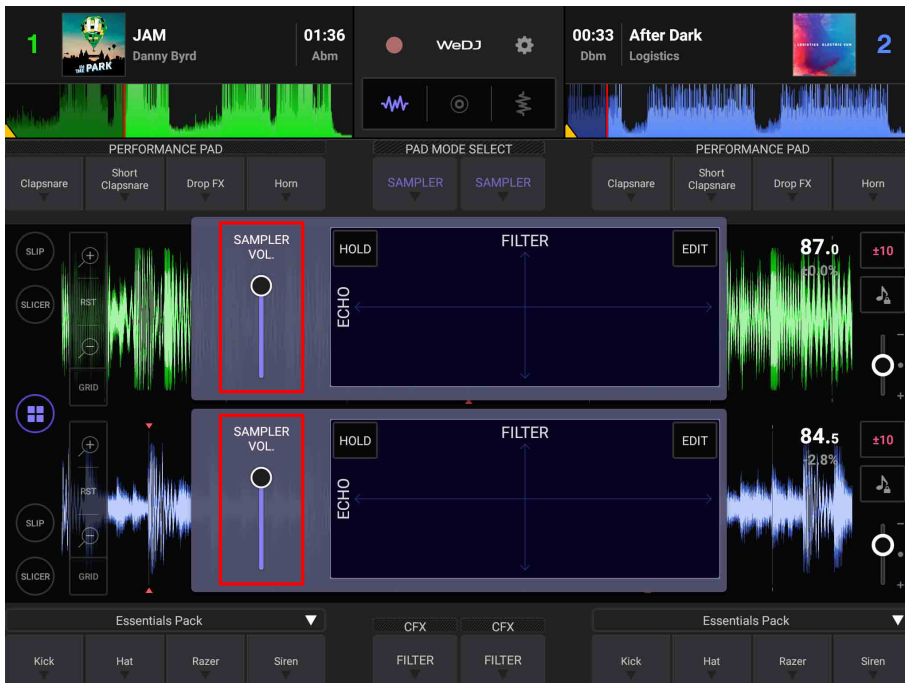 1
JAM
Danny Byrd
01:36
Abm
WeDJ
00:33
Dbm
After Dark
Logistics
2
PARK
PERFORMANCE PAD
PAD MODE SELECT
PERFORMANCE PAD
Clapsnare
Short
Clapsnare
Drop FX
Horn
SAMPLER
SAMPLER
Clapsnare
Short
Clapsnare
Drop FX
Horn
SLIP
SLICER
RST
GRID
SAMPLER
VOL.
HOLD
FILTER
EDIT
ECHO
87.0
±0.0%
±10
SAMPLER
VOL.
HOLD
FILTER
EDIT
ECHO
84.5
-2.8%
±10
RST
SLIP
SLICER
GRID
Essentials Pack
CFX
CFX
Essentials Pack
Kick
Hat
Razer
Siren
FILTER
FILTER
Kick
Hat
Razer
Siren